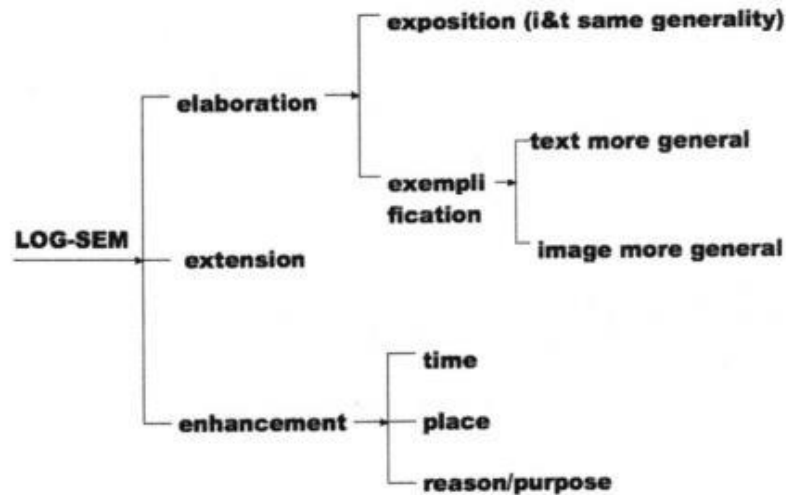 exposition (i&t same generality)
elaboration
text more general
exempli
fication
LOG-SEM
image more general
extension
time
enhancement
place
reason/purpose